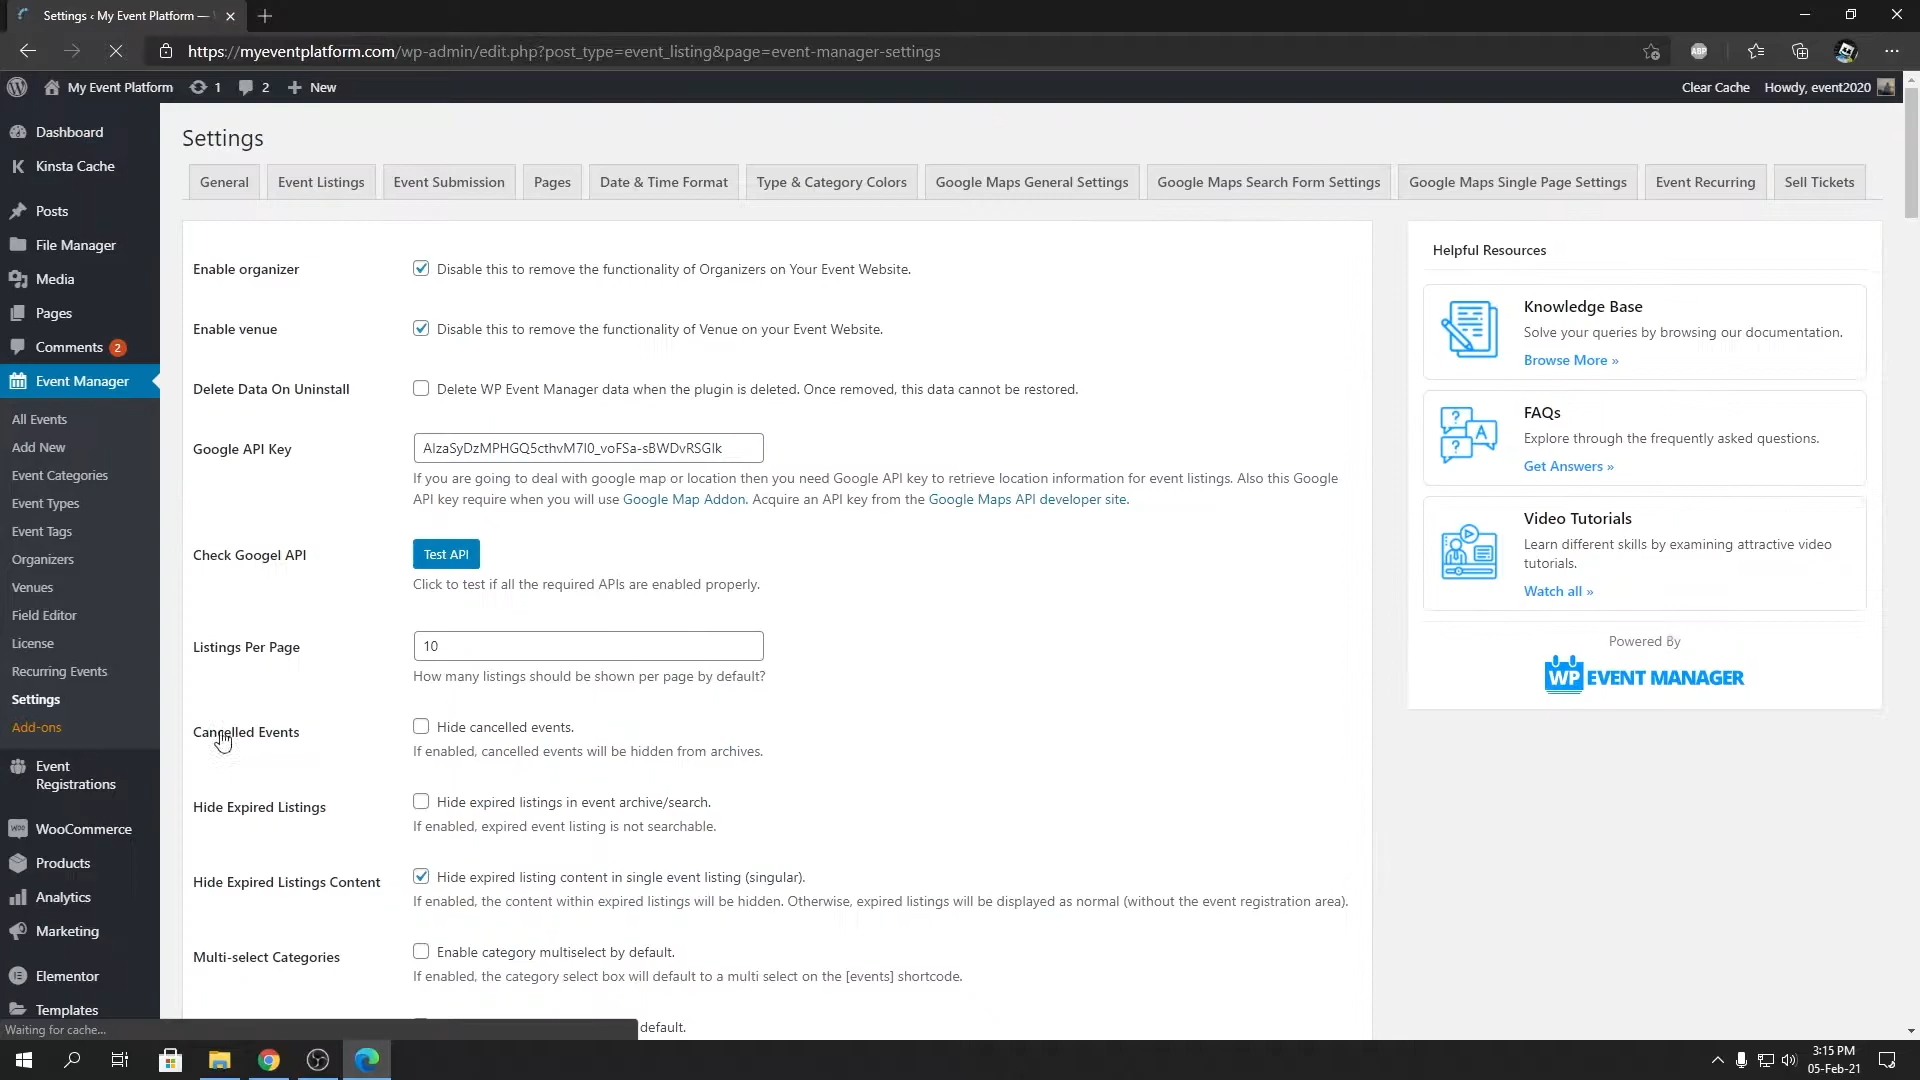 Settings ‹ My Event Platform —
https://myeventplatform.com/wp-admin/edit.php?post_type=event_listing&page=event-manager-settings
ABP
My Event Platform
1
2
New
Clear Cache
Howdy, event2020
Dashboard
Kinsta Cache
Posts
File Manager
Media
Pages
Comments 2
Event Manager
All Events
Add New
Event Categories
Event Types
Event Tags
Organizers
Venues
Field Editor
License
Recurring Events
Settings
Add-ons
Event
Registrations
WooCommerce
Products
Analytics
Marketing
Elementor
Templates
Waiting for cache...
Settings
General
Event Listings
Event Submission
Pages
Date & Time Format
Type & Category Colors
Google Maps General Settings
Google Maps Search Form Settings
Google Maps Single Page Settings
Event Recurring
Sell Tickets
Enable organizer
Disable this to remove the functionality of Organizers on Your Event Website.
Enable venue
Disable this to remove the functionality of Venue on your Event Website.
Delete Data On Uninstall
Delete WP Event Manager data when the plugin is deleted. Once removed, this data cannot be restored.
Google API Key
AIzaSyDzMPHGQ5cthvM7I0_voFSa-sBWDvRSGIk
If you are going to deal with google map or location then you need Google API key to retrieve location information for event listings. Also this Google
API key require when you will use Google Map Addon. Acquire an API key from the Google Maps API developer site.
Check Googel API
Test API
Click to test if all the required APIs are enabled properly.
Listings Per Page
10
How many listings should be shown per page by default?
Cancelled Events
Hide cancelled events.
If enabled, cancelled events will be hidden from archives.
Hide Expired Listings
Hide expired listings in event archive/search.
If enabled, expired event listing is not searchable.
Hide Expired Listings Content
Hide expired listing content in single event listing (singular).
If enabled, the content within expired listings will be hidden. Otherwise, expired listings will be displayed as normal (without the event registration area).
Multi-select Categories
Enable category multiselect by default.
If enabled, the category select box will default to a multi select on the [events] shortcode.
default.
Helpful Resources
Knowledge Base
Solve your queries by browsing our documentation.
Browse More »
FAQs
Explore through the frequently asked questions.
Get Answers »
Video Tutorials
Learn different skills by examining attractive video
tutorials.
Watch all »
Powered By
WP EVENT MANAGER
3:15 PM
05-Feb-21